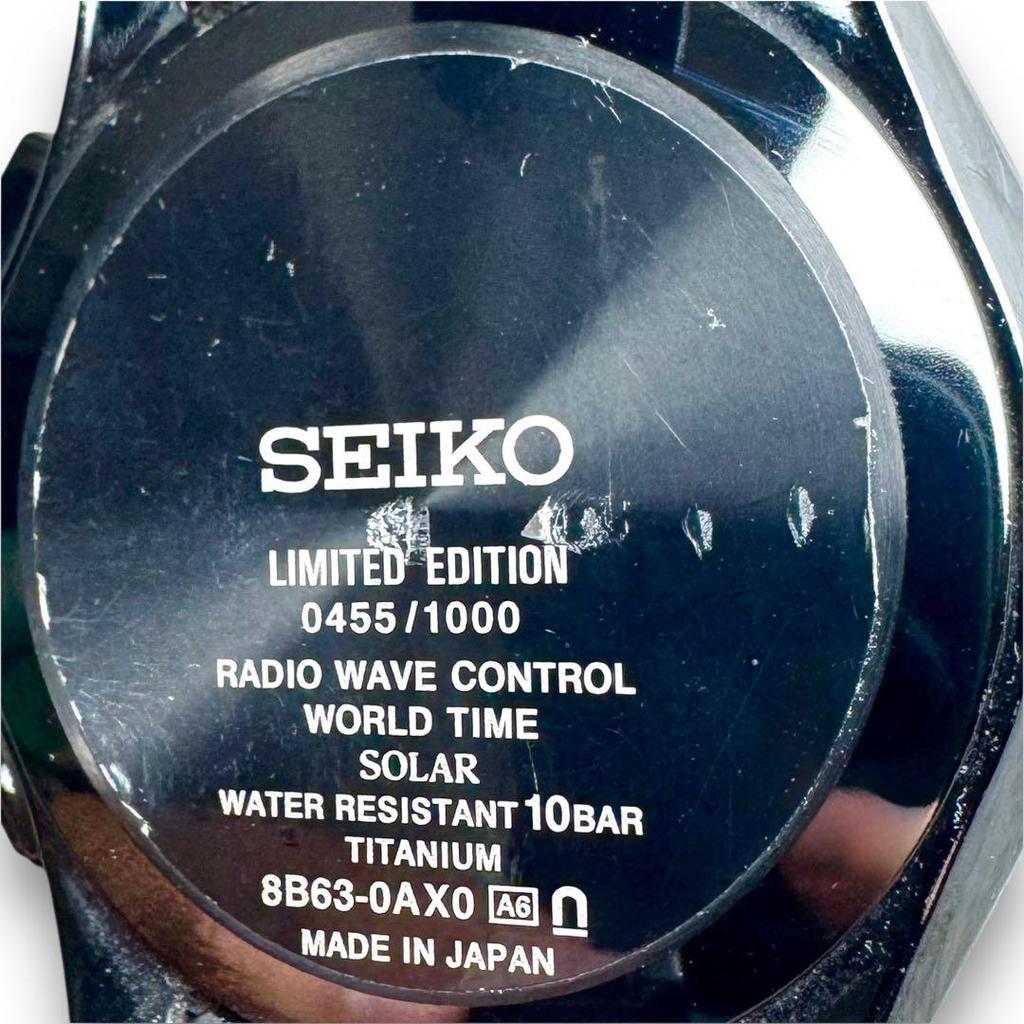 SEIKO
LIMITED EDITION
0455/1000
RADIO WAVE CONTROL
WORLD TIME
SOLAR
WATER RESISTANT 10BAR
TITANIUM
8B63-0AX0 A6
MADE IN JAPAN